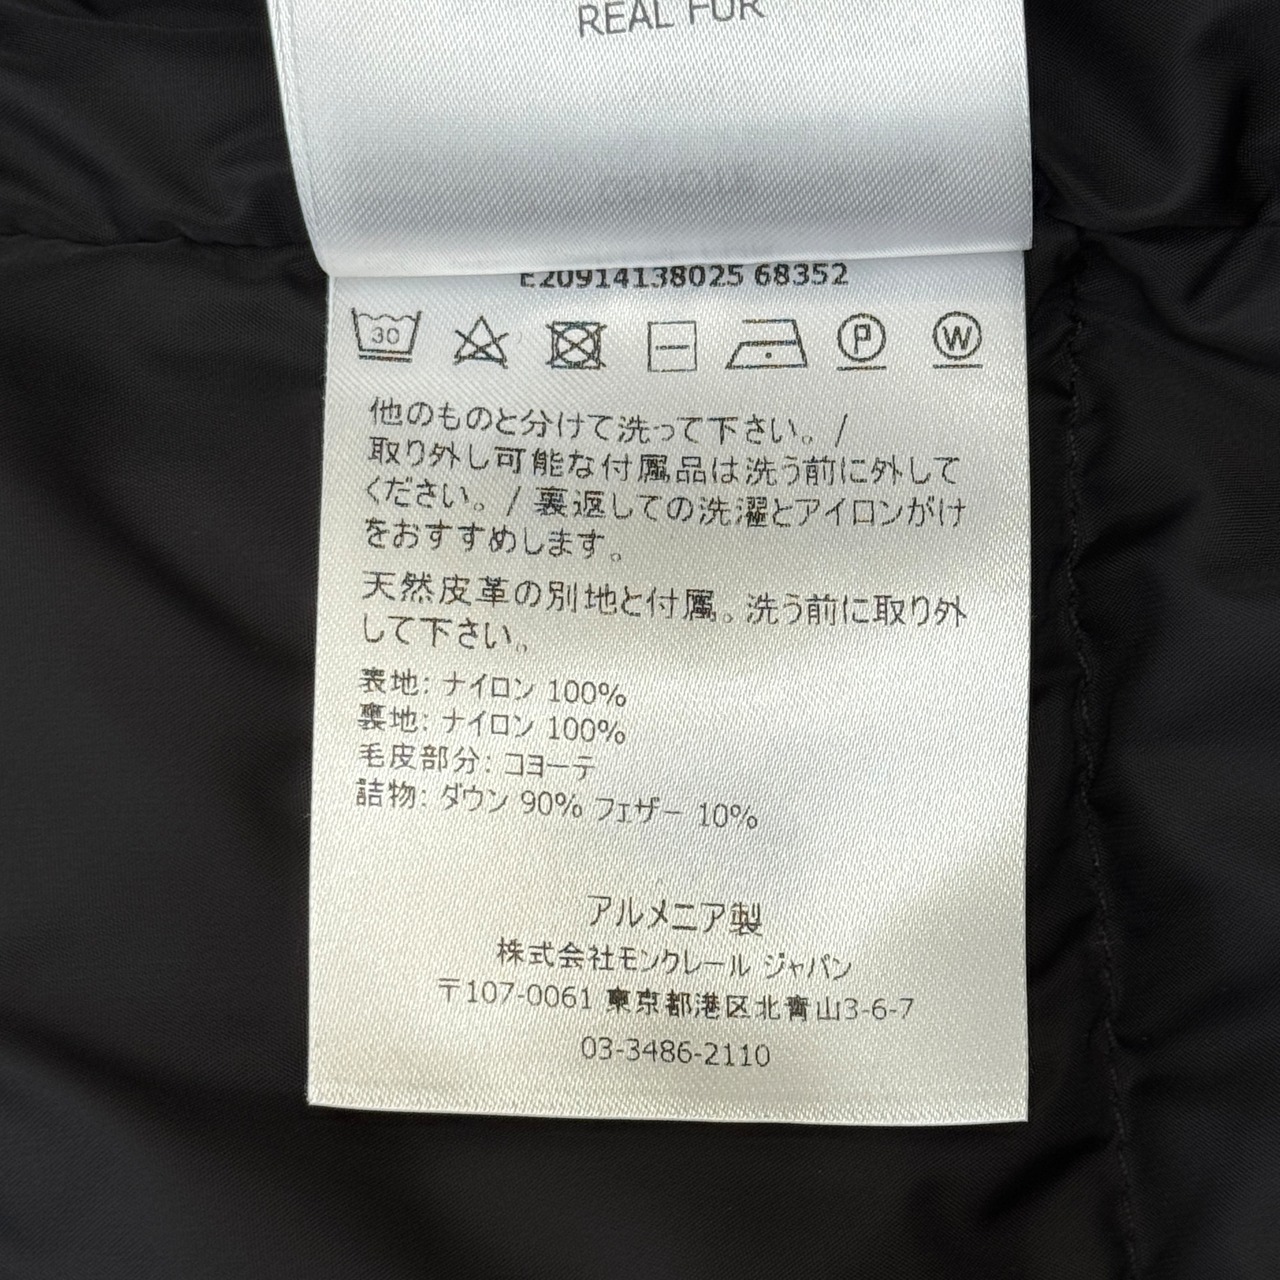 REAL FUR
E20914138025 68352
30
P
W
他のものと分けて洗って下さい。/
取り外し可能な付属品は洗う前に外して
ください。/ 裏返しての洗濯とアイロンがけ
をおすすめします。
天然皮革の別地と付属。洗う前に取り外
して下さい。
表地: ナイロン 100%
裏地: ナイロン 100%
毛皮部分: コヨーテ
詰物: ダウン 90% フェザー 10%
アルメニア製
株式会社モンクレール ジャパン
〒107-0061 東京都港区北青山3-6-7
03-3486-2110